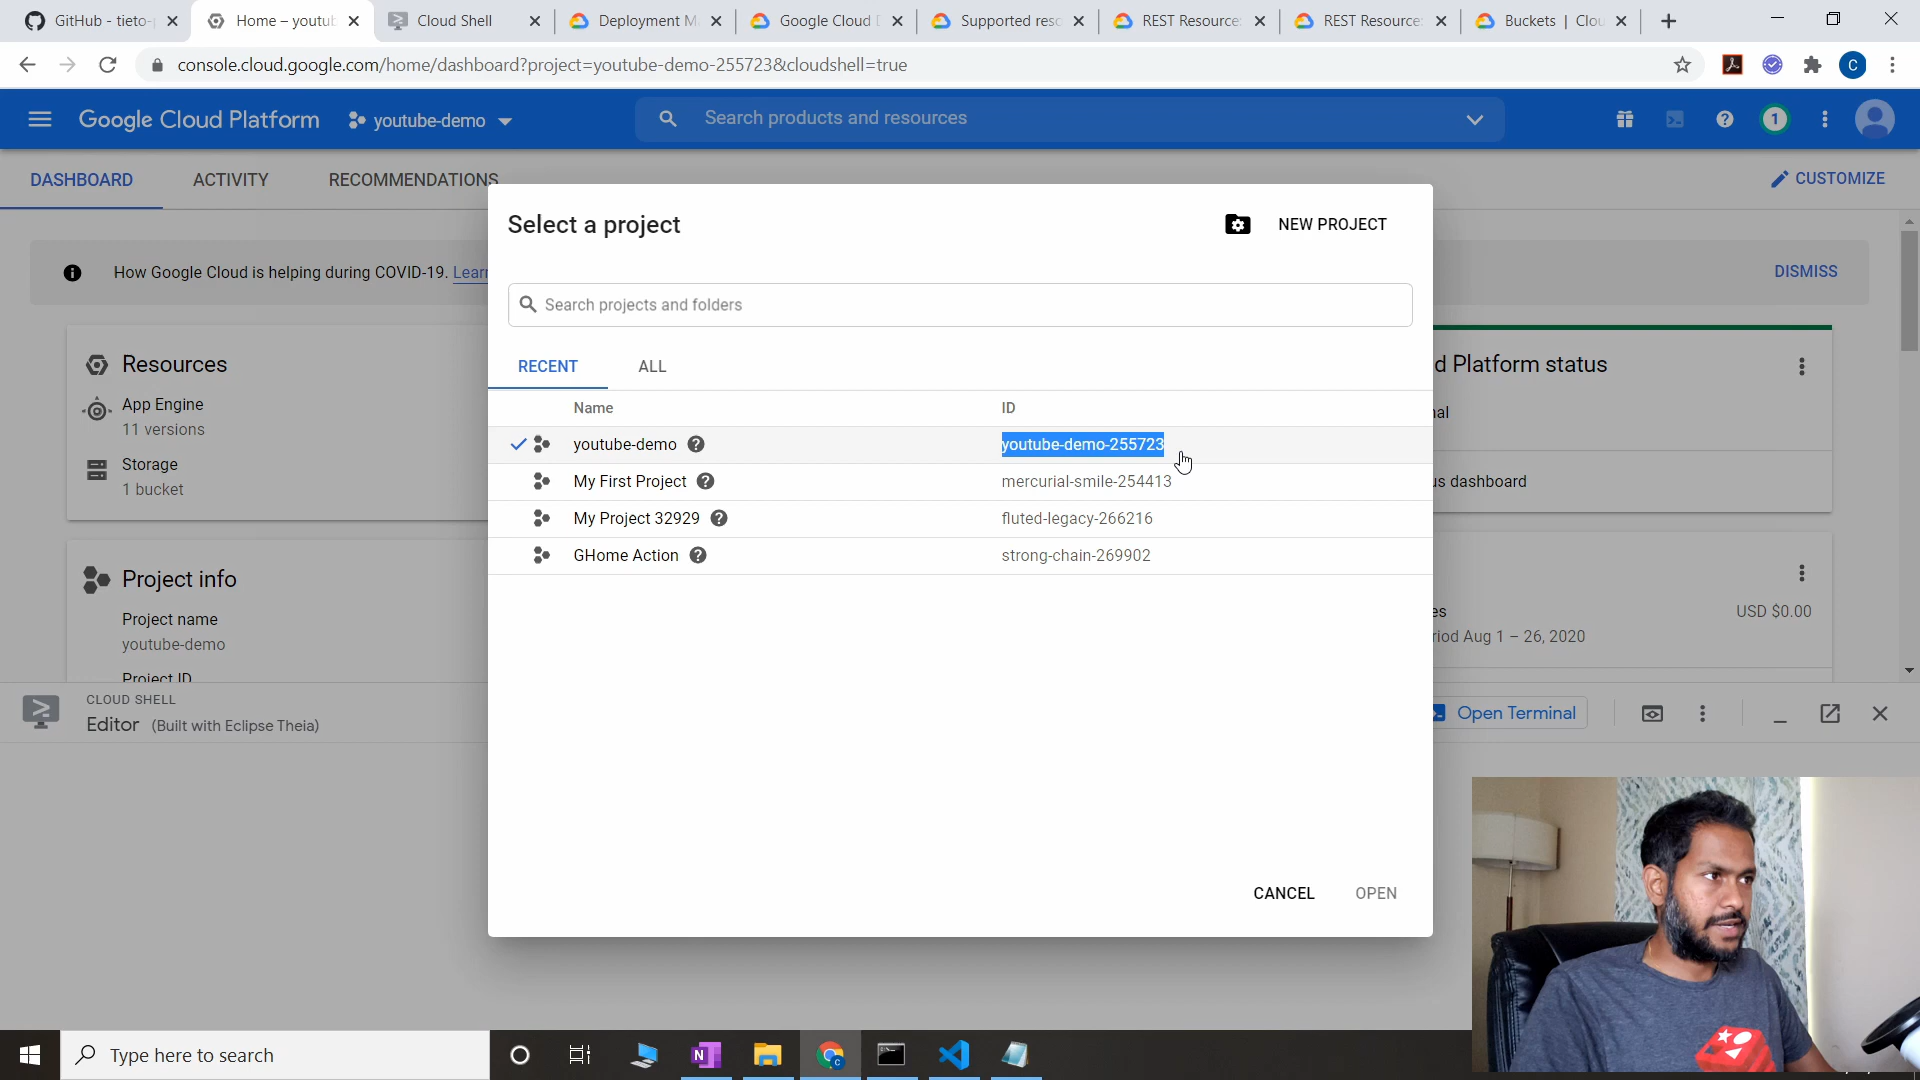 GitHub - tieto-
Home – youtub
Cloud Shell
Deployment M
Google Cloud D
Supported reso
REST Resource:
REST Resource:
Buckets | Clou
console.cloud.google.com/home/dashboard?project=youtube-demo-255723&cloudshell=true
C
Google Cloud Platform
youtube-demo
Search products and resources
1
DASHBOARD
ACTIVITY
RECOMMENDATIONS
CUSTOMIZE
Select a project
NEW PROJECT
How Google Cloud is helping during COVID-19. Learn
DISMISS
Search projects and folders
Resources
d Platform status
RECENT
ALL
App Engine
11 versions
Name
ID
youtube-demo
youtube-demo-255723
Storage
1 bucket
My First Project
mercurial-smile-254413
us dashboard
My Project 32929
fluted-legacy-266216
GHome Action
strong-chain-269902
Project info
Project name
youtube-demo
Project ID
es
USD $0.00
riod Aug 1 – 26, 2020
CLOUD SHELL
Editor (Built with Eclipse Theia)
Open Terminal
CANCEL
OPEN
Type here to search